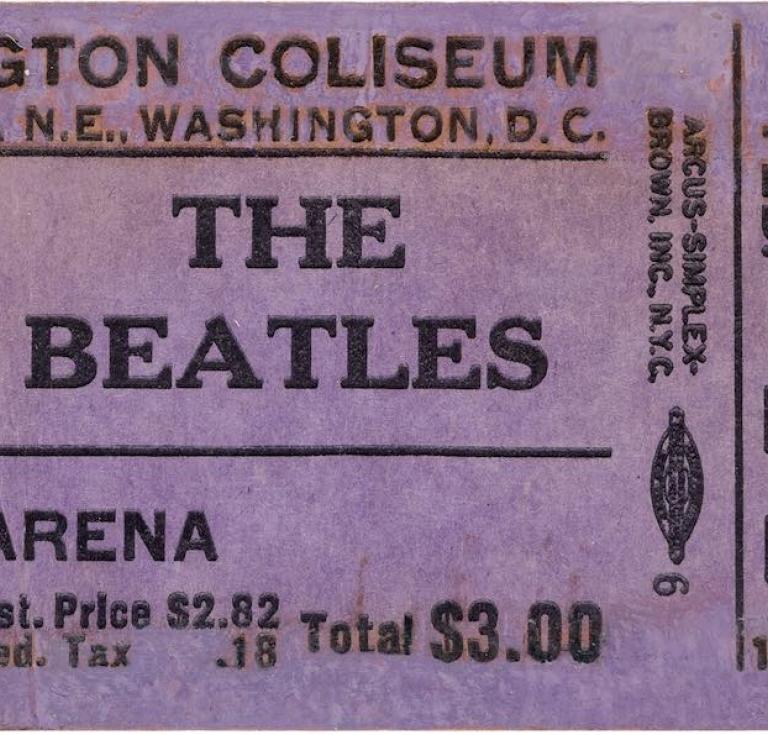 GTON COLISEUM
N.E., WASHINGTON, D.C.
THE
BEATLES
ARENA
st. Price $2.82
ed. Tax .18
Total $3.00
ARCUS-SIMPLEX-
BROWN, INC., N.Y.C.
6